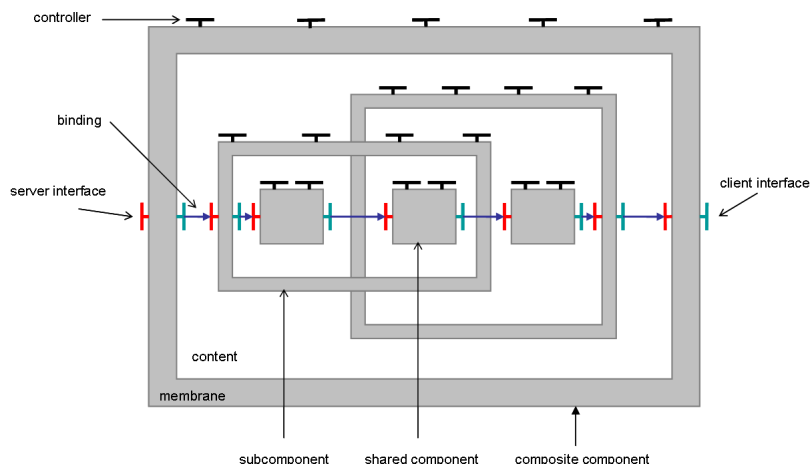 controller
binding
server interface
client interface
content
membrane
subcomponent
shared component
composite component